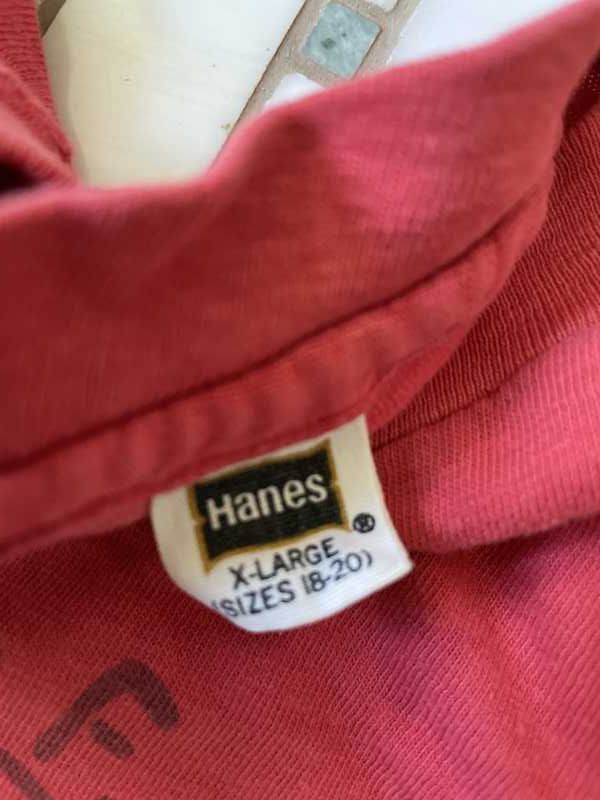 Hanes
®
X-LARGE
(SIZES 18-20)